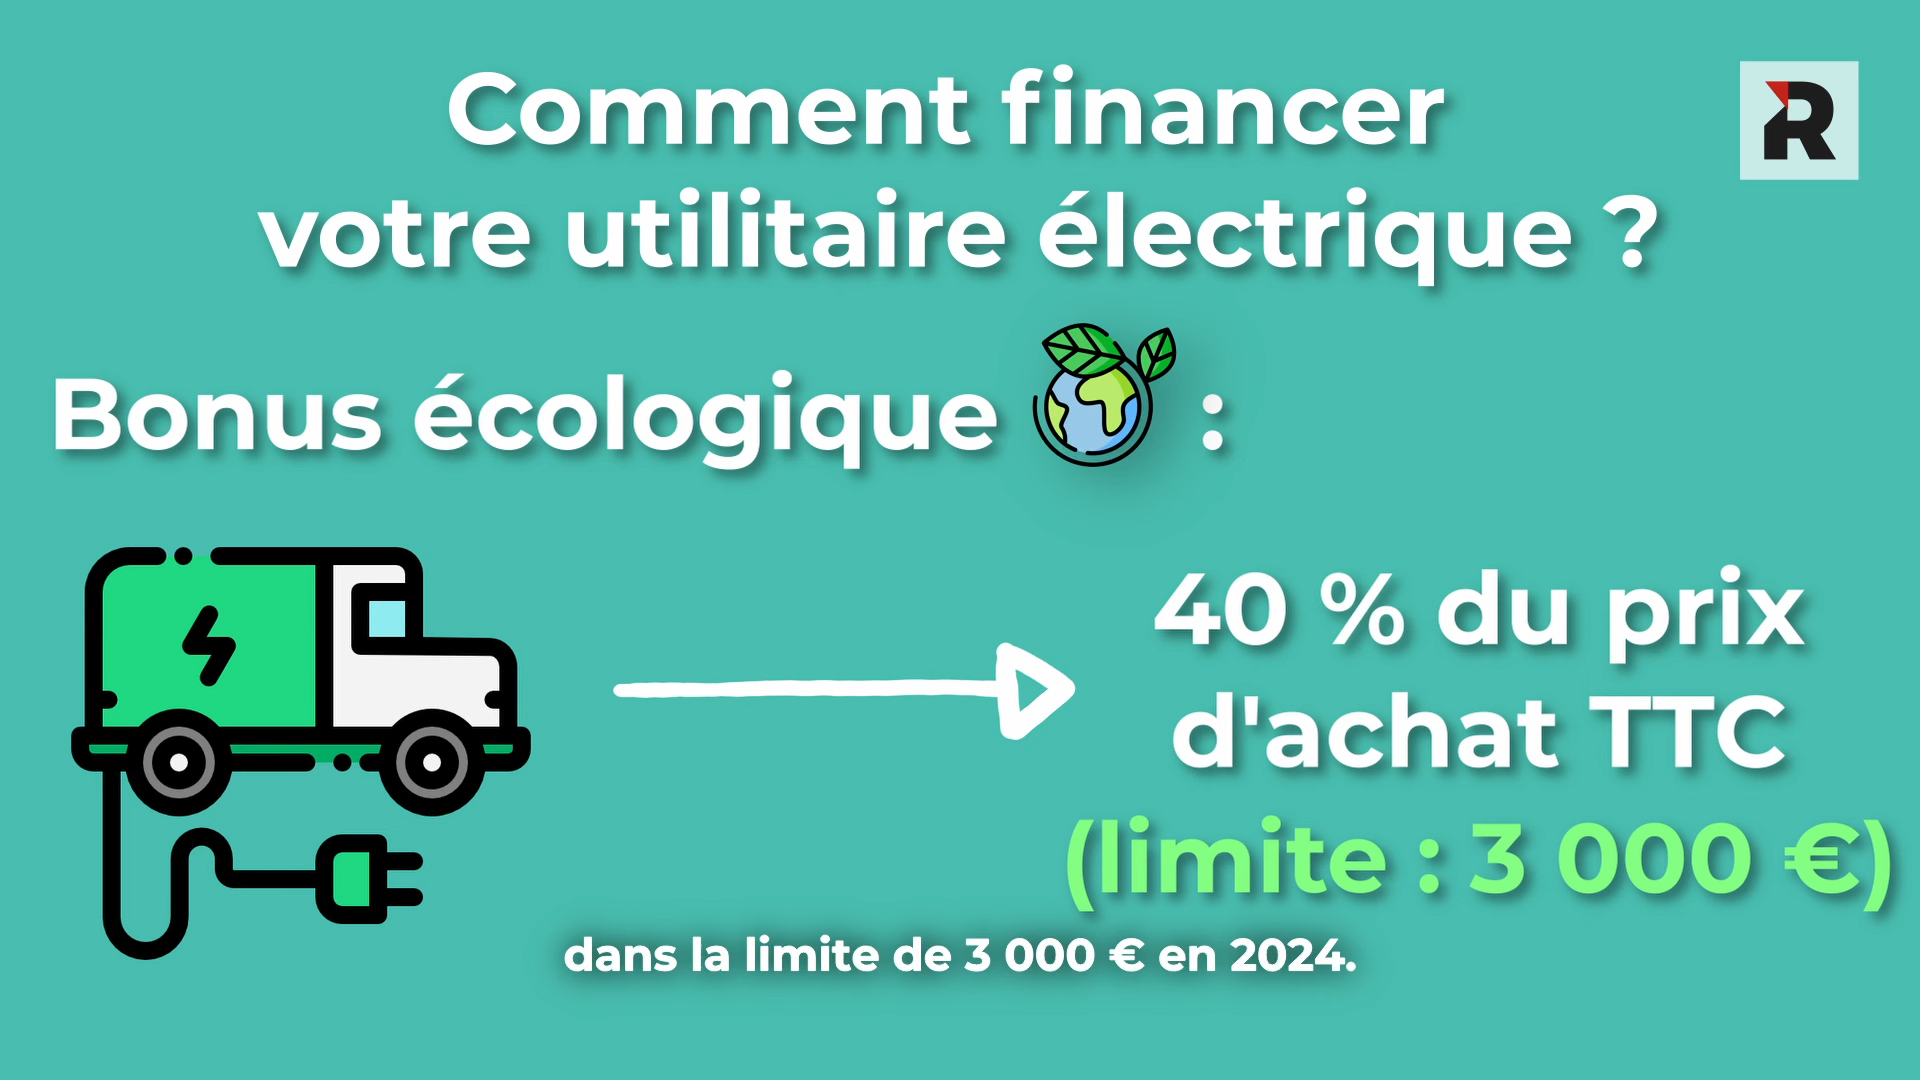 Comment financer
votre utilitaire électrique ?
R
Bonus écologique :
40 % du prix
d'achat TTC
(limite : 3 000 €)
dans la limite de 3 000 € en 2024.